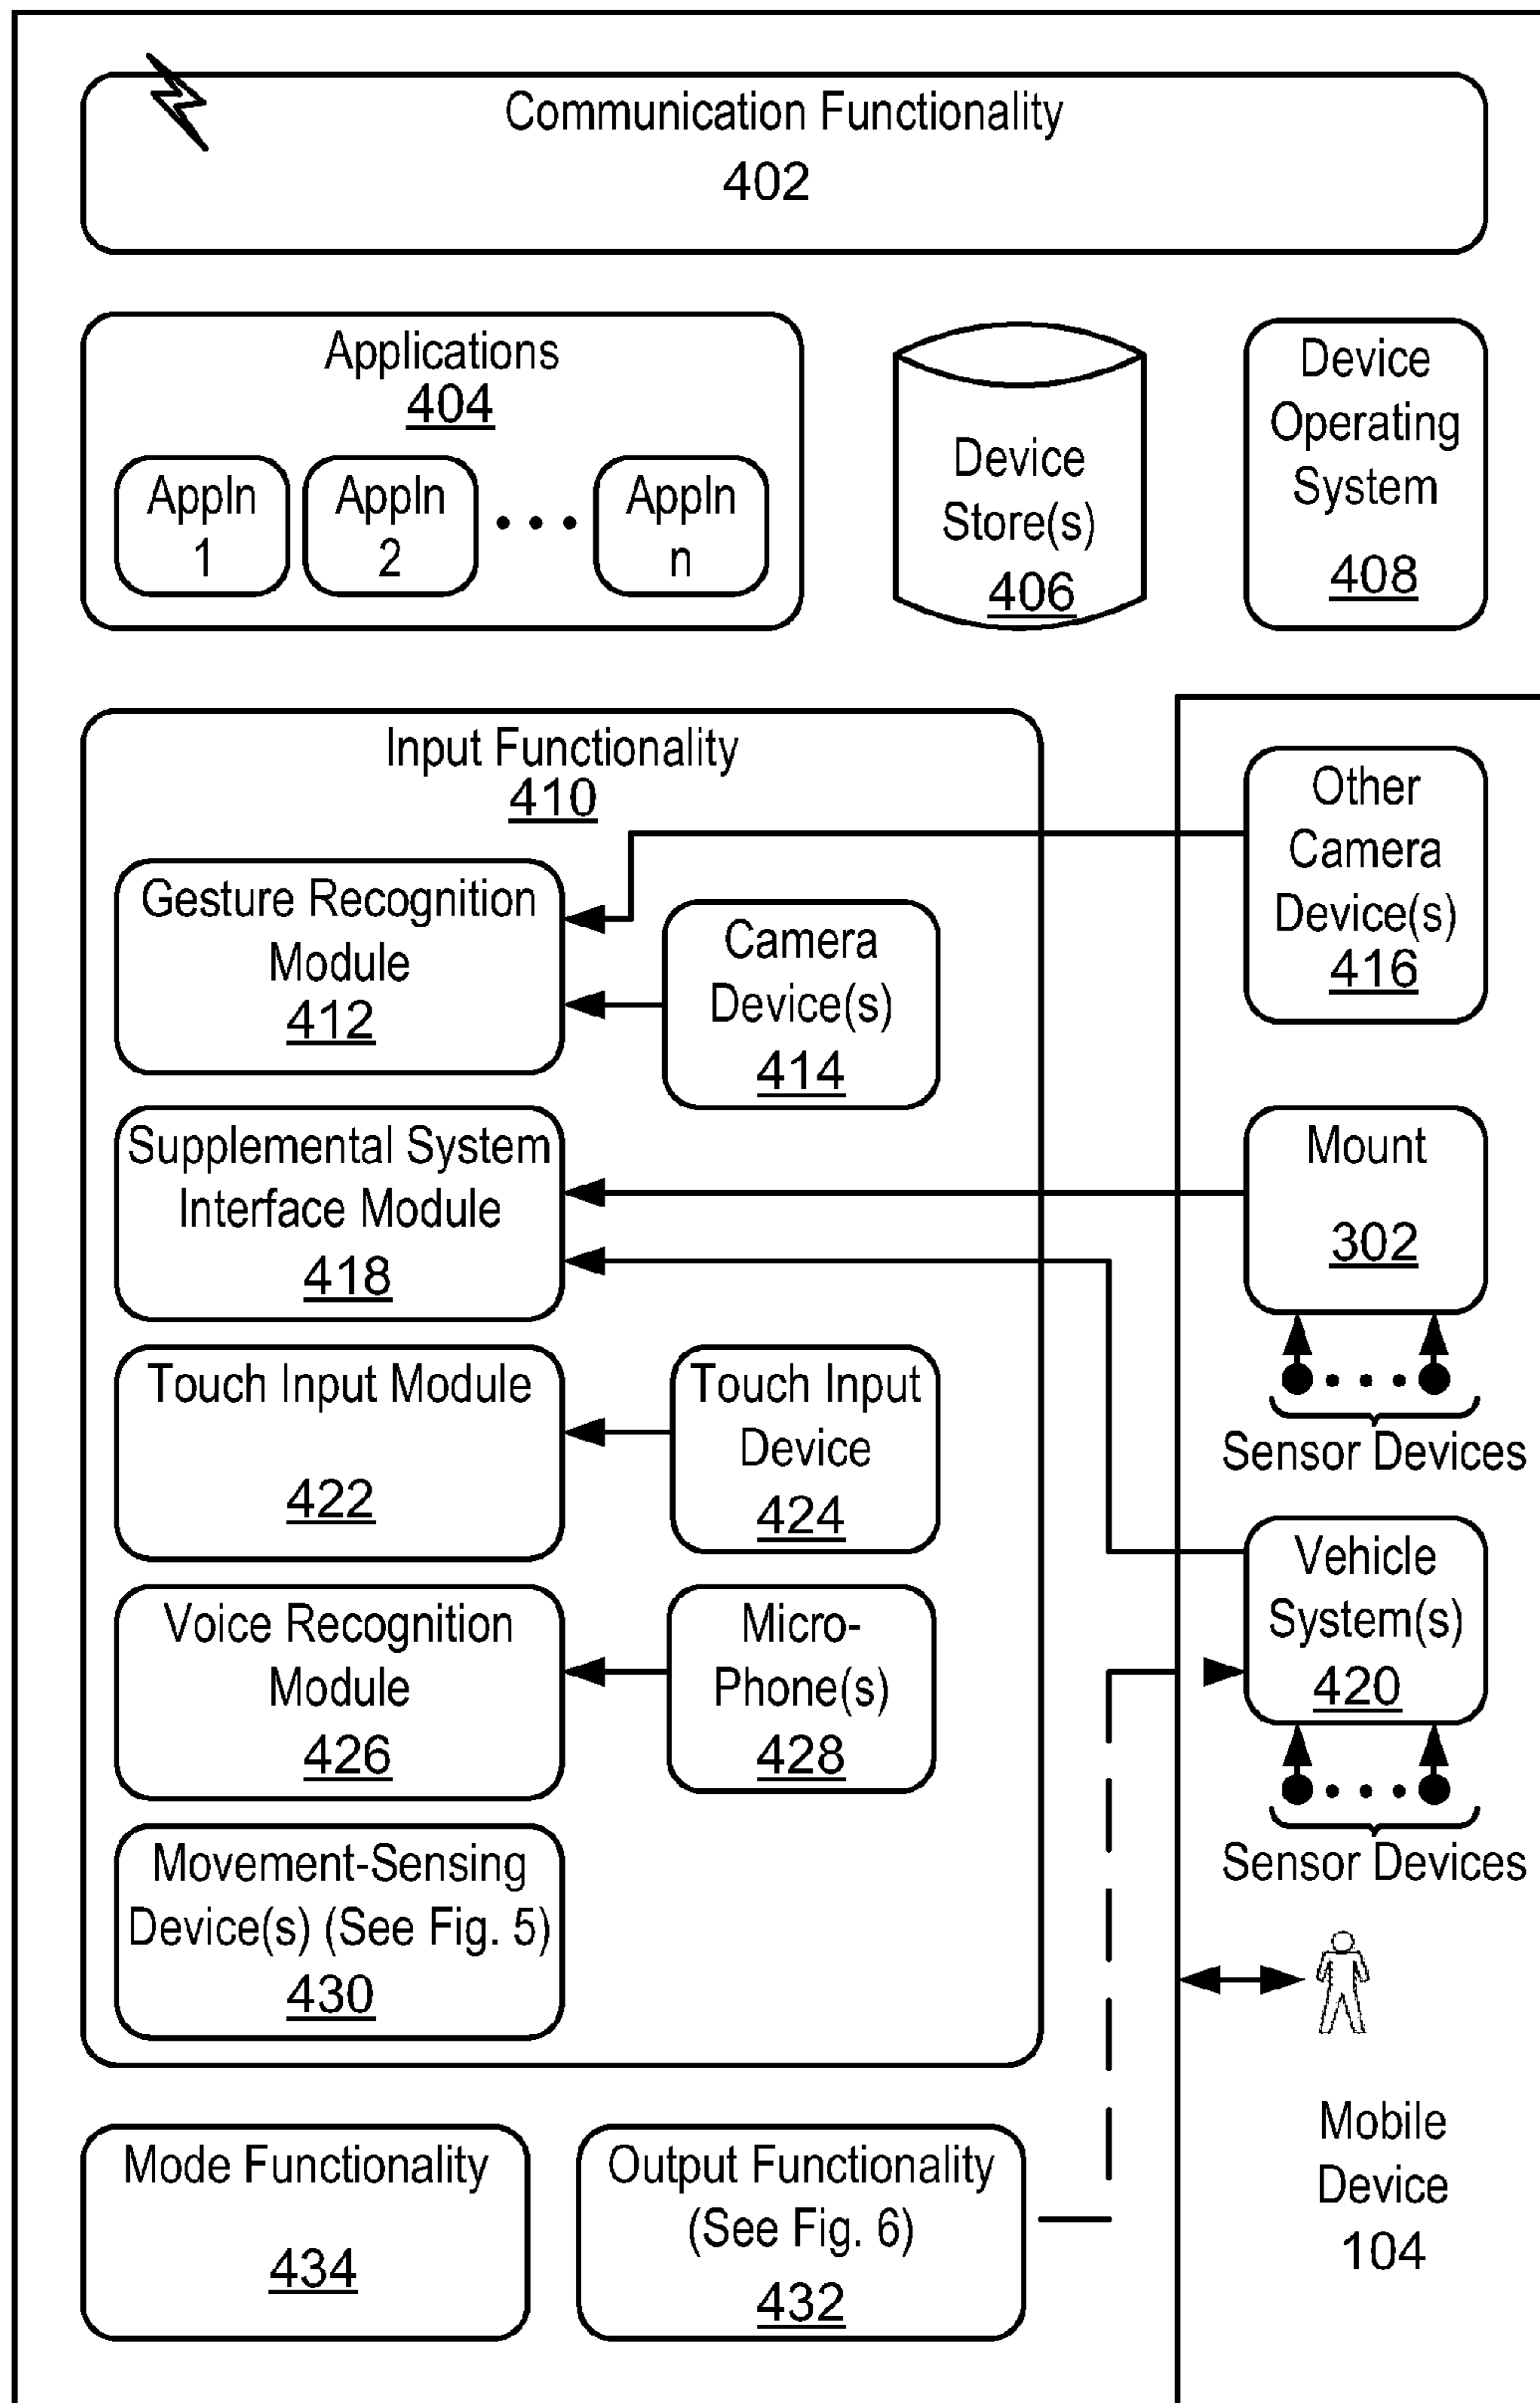 Communication Functionality
402
Applications
404
Appln
1
Appln
2
Appln
n
Device
Store(s)
406
Device
Operating
System
408
Input Functionality
410
Gesture Recognition
Module
412
Camera
Device(s)
414
Other
Camera
Device(s)
416
Supplemental System
Interface Module
418
Mount
302
Sensor Devices
Touch Input Module
422
Touch Input
Device
424
Vehicle
System(s)
420
Sensor Devices
Voice Recognition
Module
426
Micro-
Phone(s)
428
Movement-Sensing
Device(s) (See Fig. 5)
430
Mode Functionality
434
Output Functionality
(See Fig. 6)
432
Mobile
Device
104